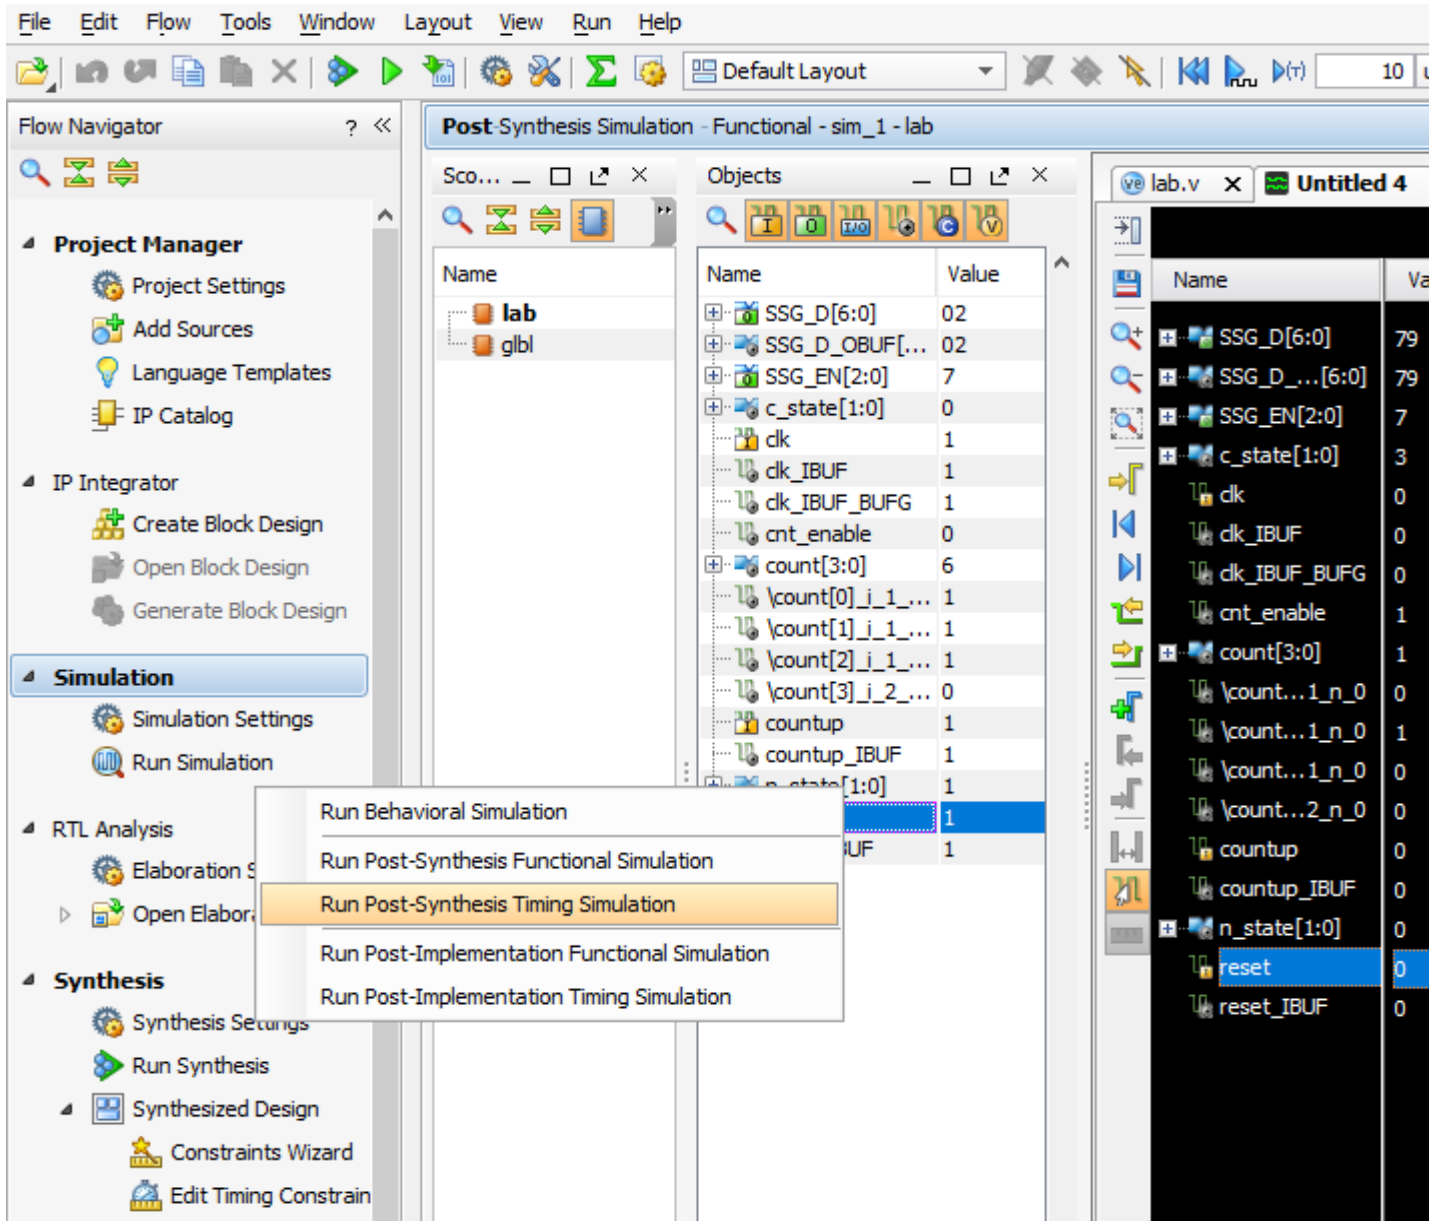 File Edit Flow Tools Window Layout View Run Help
Default Layout
10
Flow Navigator
Post-Synthesis Simulation - Functional - sim_1 - lab
Project Manager
Project Settings
Add Sources
Language Templates
IP Catalog
IP Integrator
Create Block Design
Open Block Design
Generate Block Design
Simulation
Simulation Settings
Run Simulation
RTL Analysis
Elaboration S
Open Elabora
Synthesis
Synthesis Settings
Run Synthesis
Synthesized Design
Constraints Wizard
Edit Timing Constrain
Run Behavioral Simulation
Run Post-Synthesis Functional Simulation
Run Post-Synthesis Timing Simulation
Run Post-Implementation Functional Simulation
Run Post-Implementation Timing Simulation
Sco...
Name
lab
glbl
Objects
Name Value
SSG_D[6:0] 02
SSG_D_OBUF[... 02
SSG_EN[2:0] 7
c_state[1:0] 0
clk 1
clk_IBUF 1
clk_IBUF_BUFG 1
cnt_enable 0
count[3:0] 6
\count[0]_i_1_... 1
\count[1]_i_1_... 1
\count[2]_i_1_... 1
\count[3]_i_2_... 0
countup 1
countup_IBUF 1
n_state[1:0] 1
1
BUF 1
lab.v Untitled 4
Name Va
SSG_D[6:0] 79
SSG_D_...[6:0] 79
SSG_EN[2:0] 7
c_state[1:0] 3
clk 0
clk_IBUF 0
clk_IBUF_BUFG 0
cnt_enable 1
count[3:0] 1
\count...1_n_0 0
\count...1_n_0 1
\count...1_n_0 0
\count...2_n_0 0
countup 0
countup_IBUF 0
n_state[1:0] 0
reset 0
reset_IBUF 0